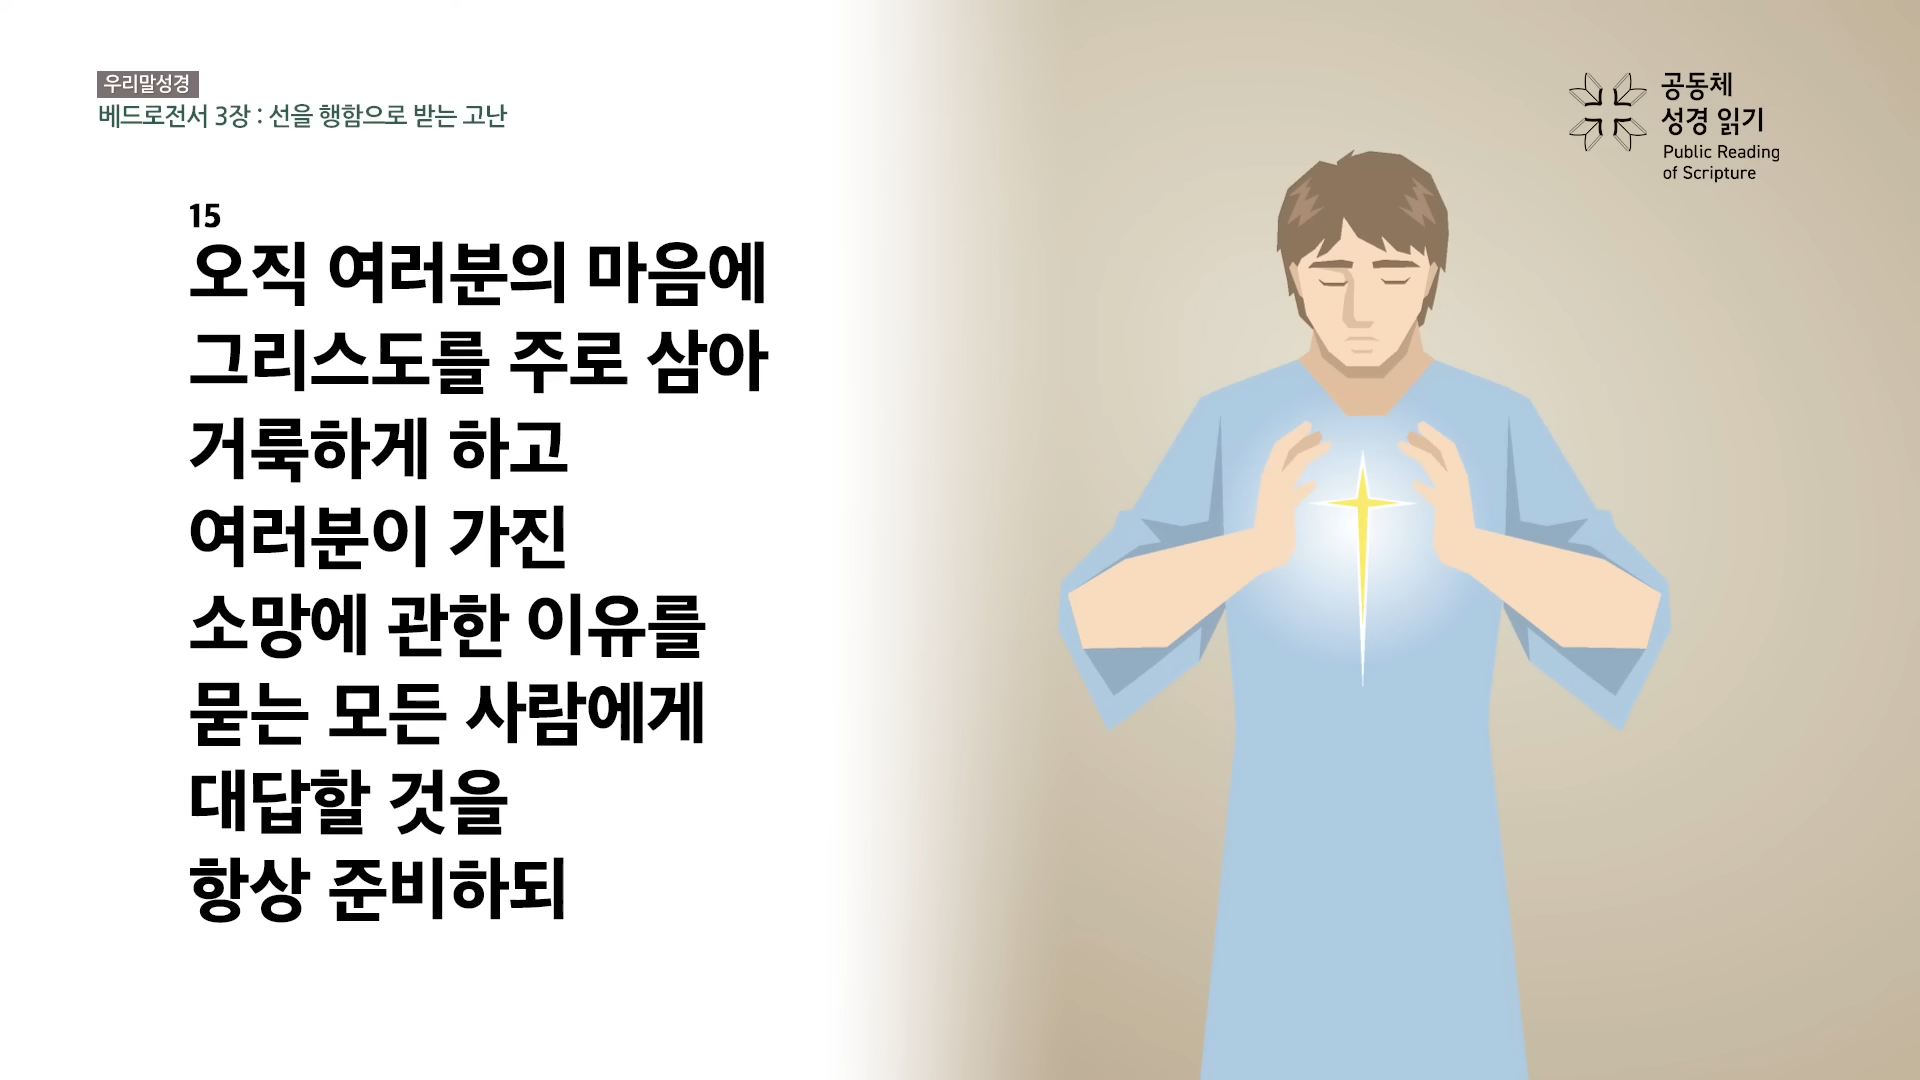 우리말성경
베드로전서 3장 : 선을 행함으로 받는 고난
공동체
성경 읽기
Public Reading
of Scripture
15
오직 여러분의 마음에
그리스도를 주로 삼아
거룩하게 하고
여러분이 가진
소망에 관한 이유를
묻는 모든 사람에게
대답할 것을
항상 준비하되